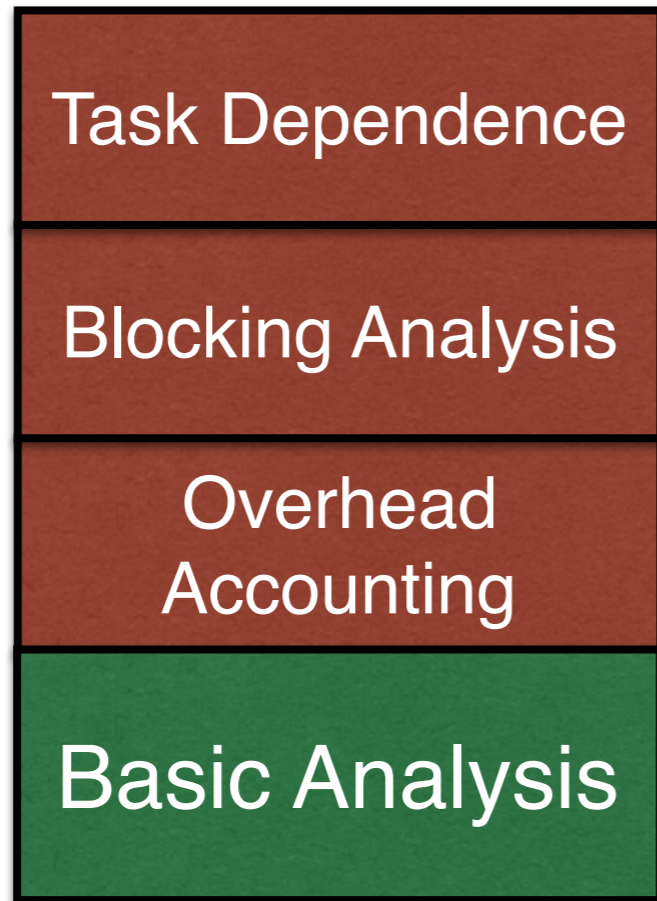 Task Dependence
Blocking Analysis
Overhead
Accounting
Basic Analysis